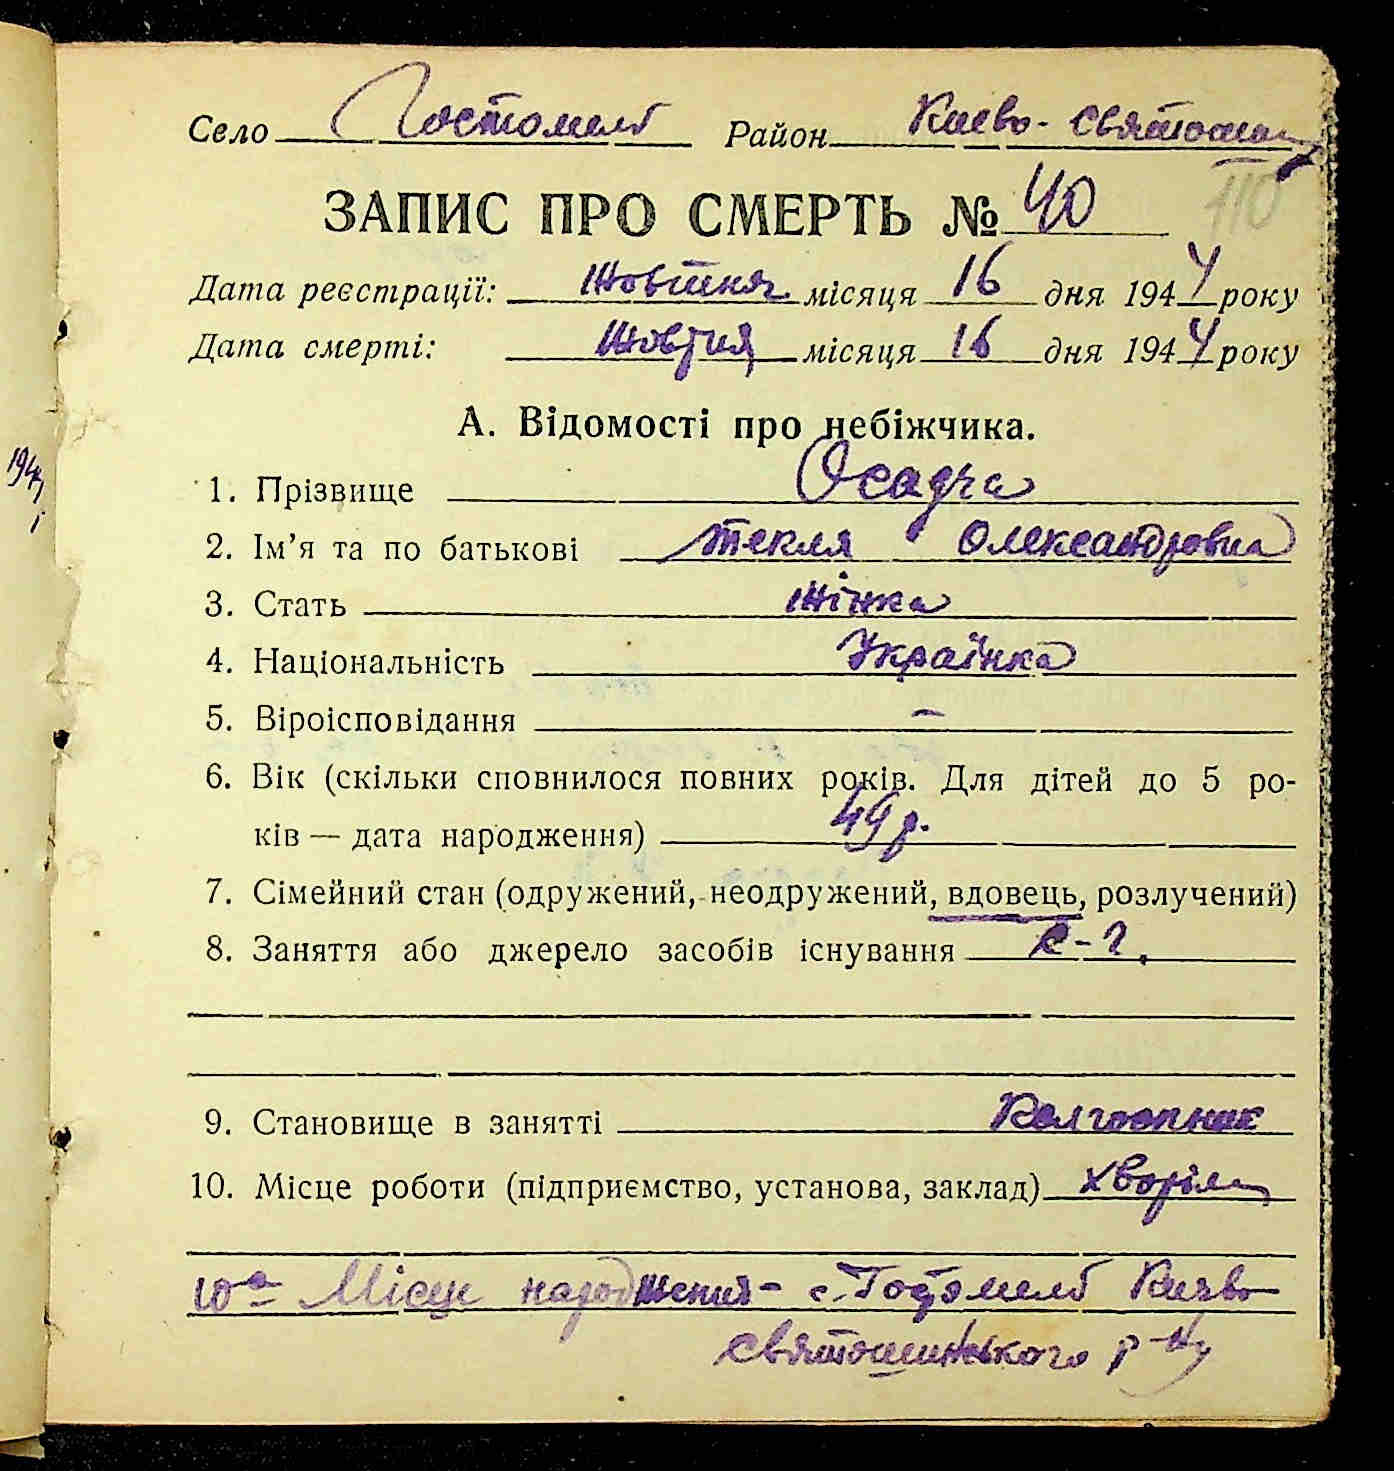 Село Гостомель Район Києво-Святошин
110
ЗАПИС ПРО СМЕРТЬ № 40
Дата реєстрації: Жовтня місяця 16 дня 1944 року
Дата смерті: Жовтня місяця 16 дня 1944 року
А. Відомості про небіжчика.
1. Прізвище Осадча
2. Ім’я та по батькові Текля Олександровна
3. Стать жінка
4. Національність Українка
5. Віроісповідання —
6. Вік (скільки сповнилося повних років. Для дітей до 5 ро-
ків — дата народження) 49 р.
7. Сімейний стан (одружений, неодружений, вдовець, розлучений)
8. Заняття або джерело засобів існування к-г.
9. Становище в занятті Колгоспник
10. Місце роботи (підприємство, установа, заклад)
10а Місце народження - с. Гостомель Києво
Святошинського р-ну
1944